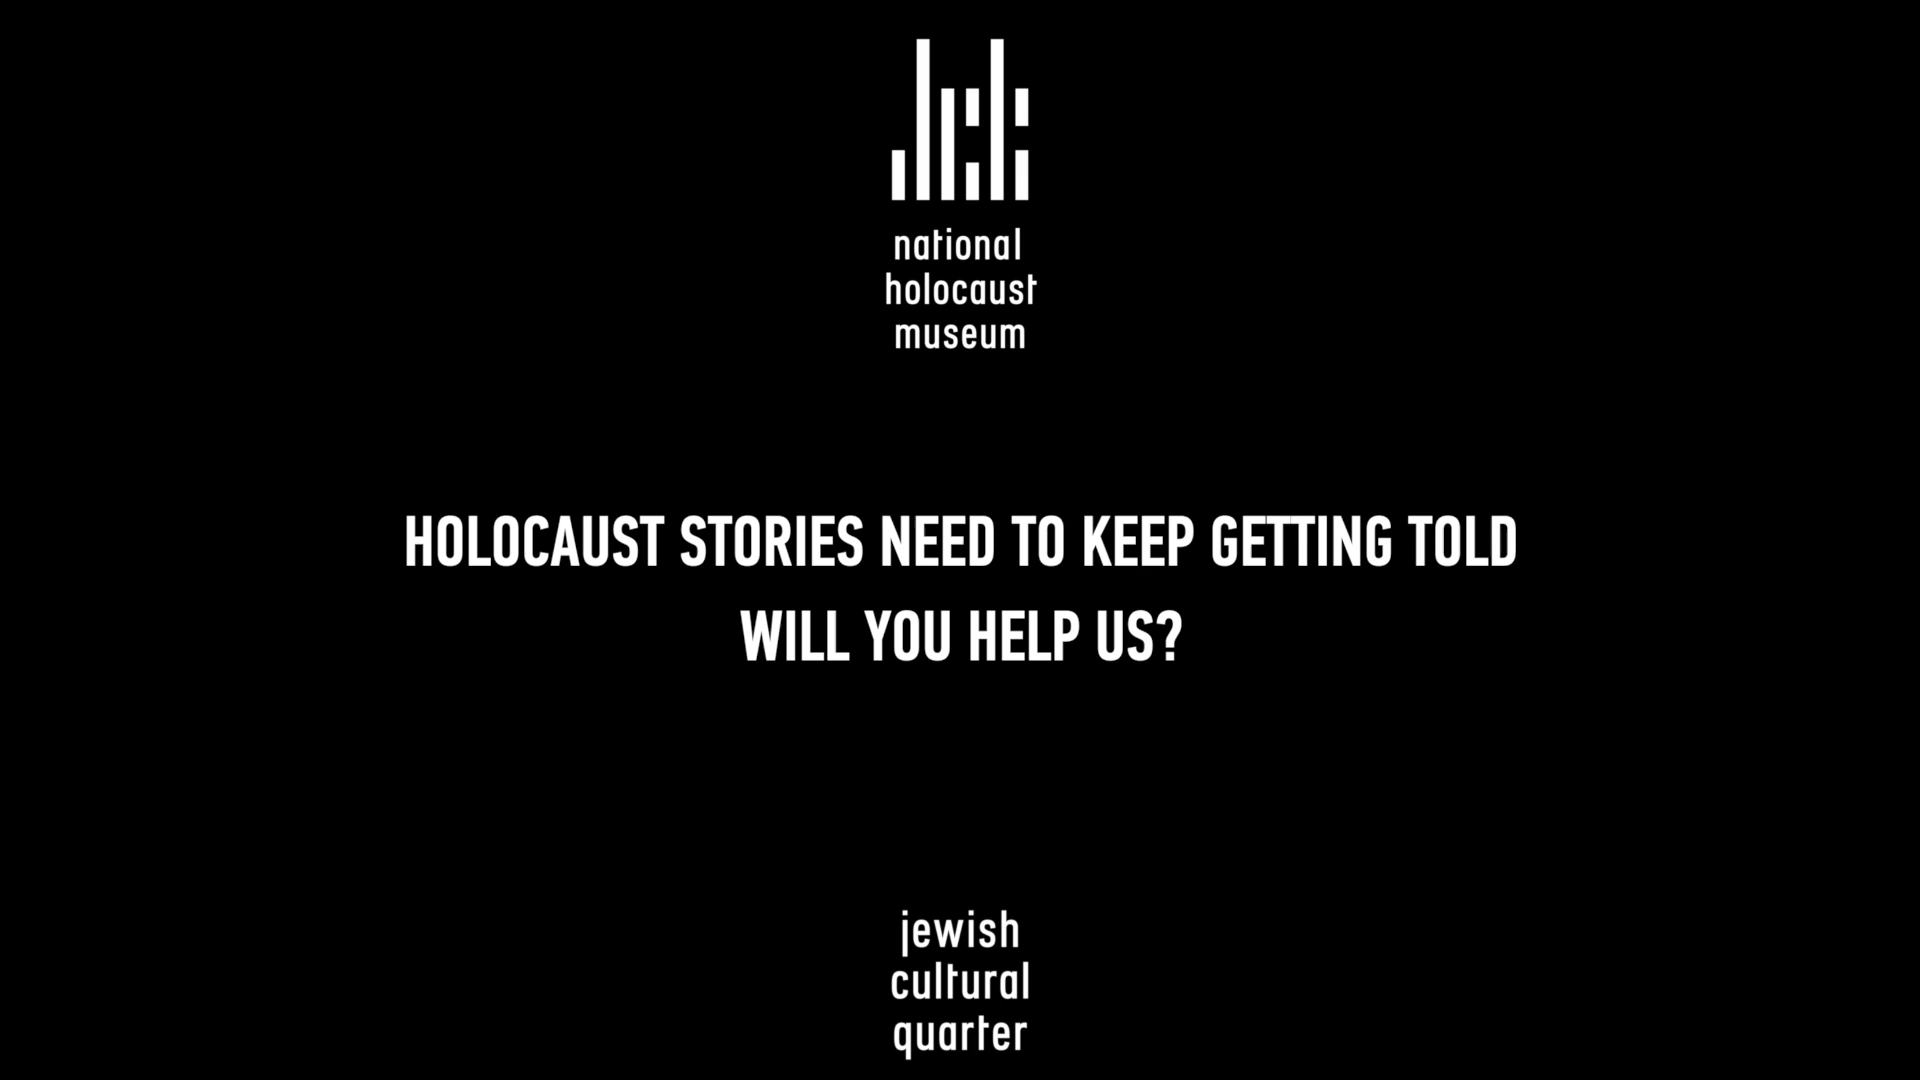 national
holocaust
museum
HOLOCAUST STORIES NEED TO KEEP GETTING TOLD
WILL YOU HELP US?
jewish
cultural
quarter